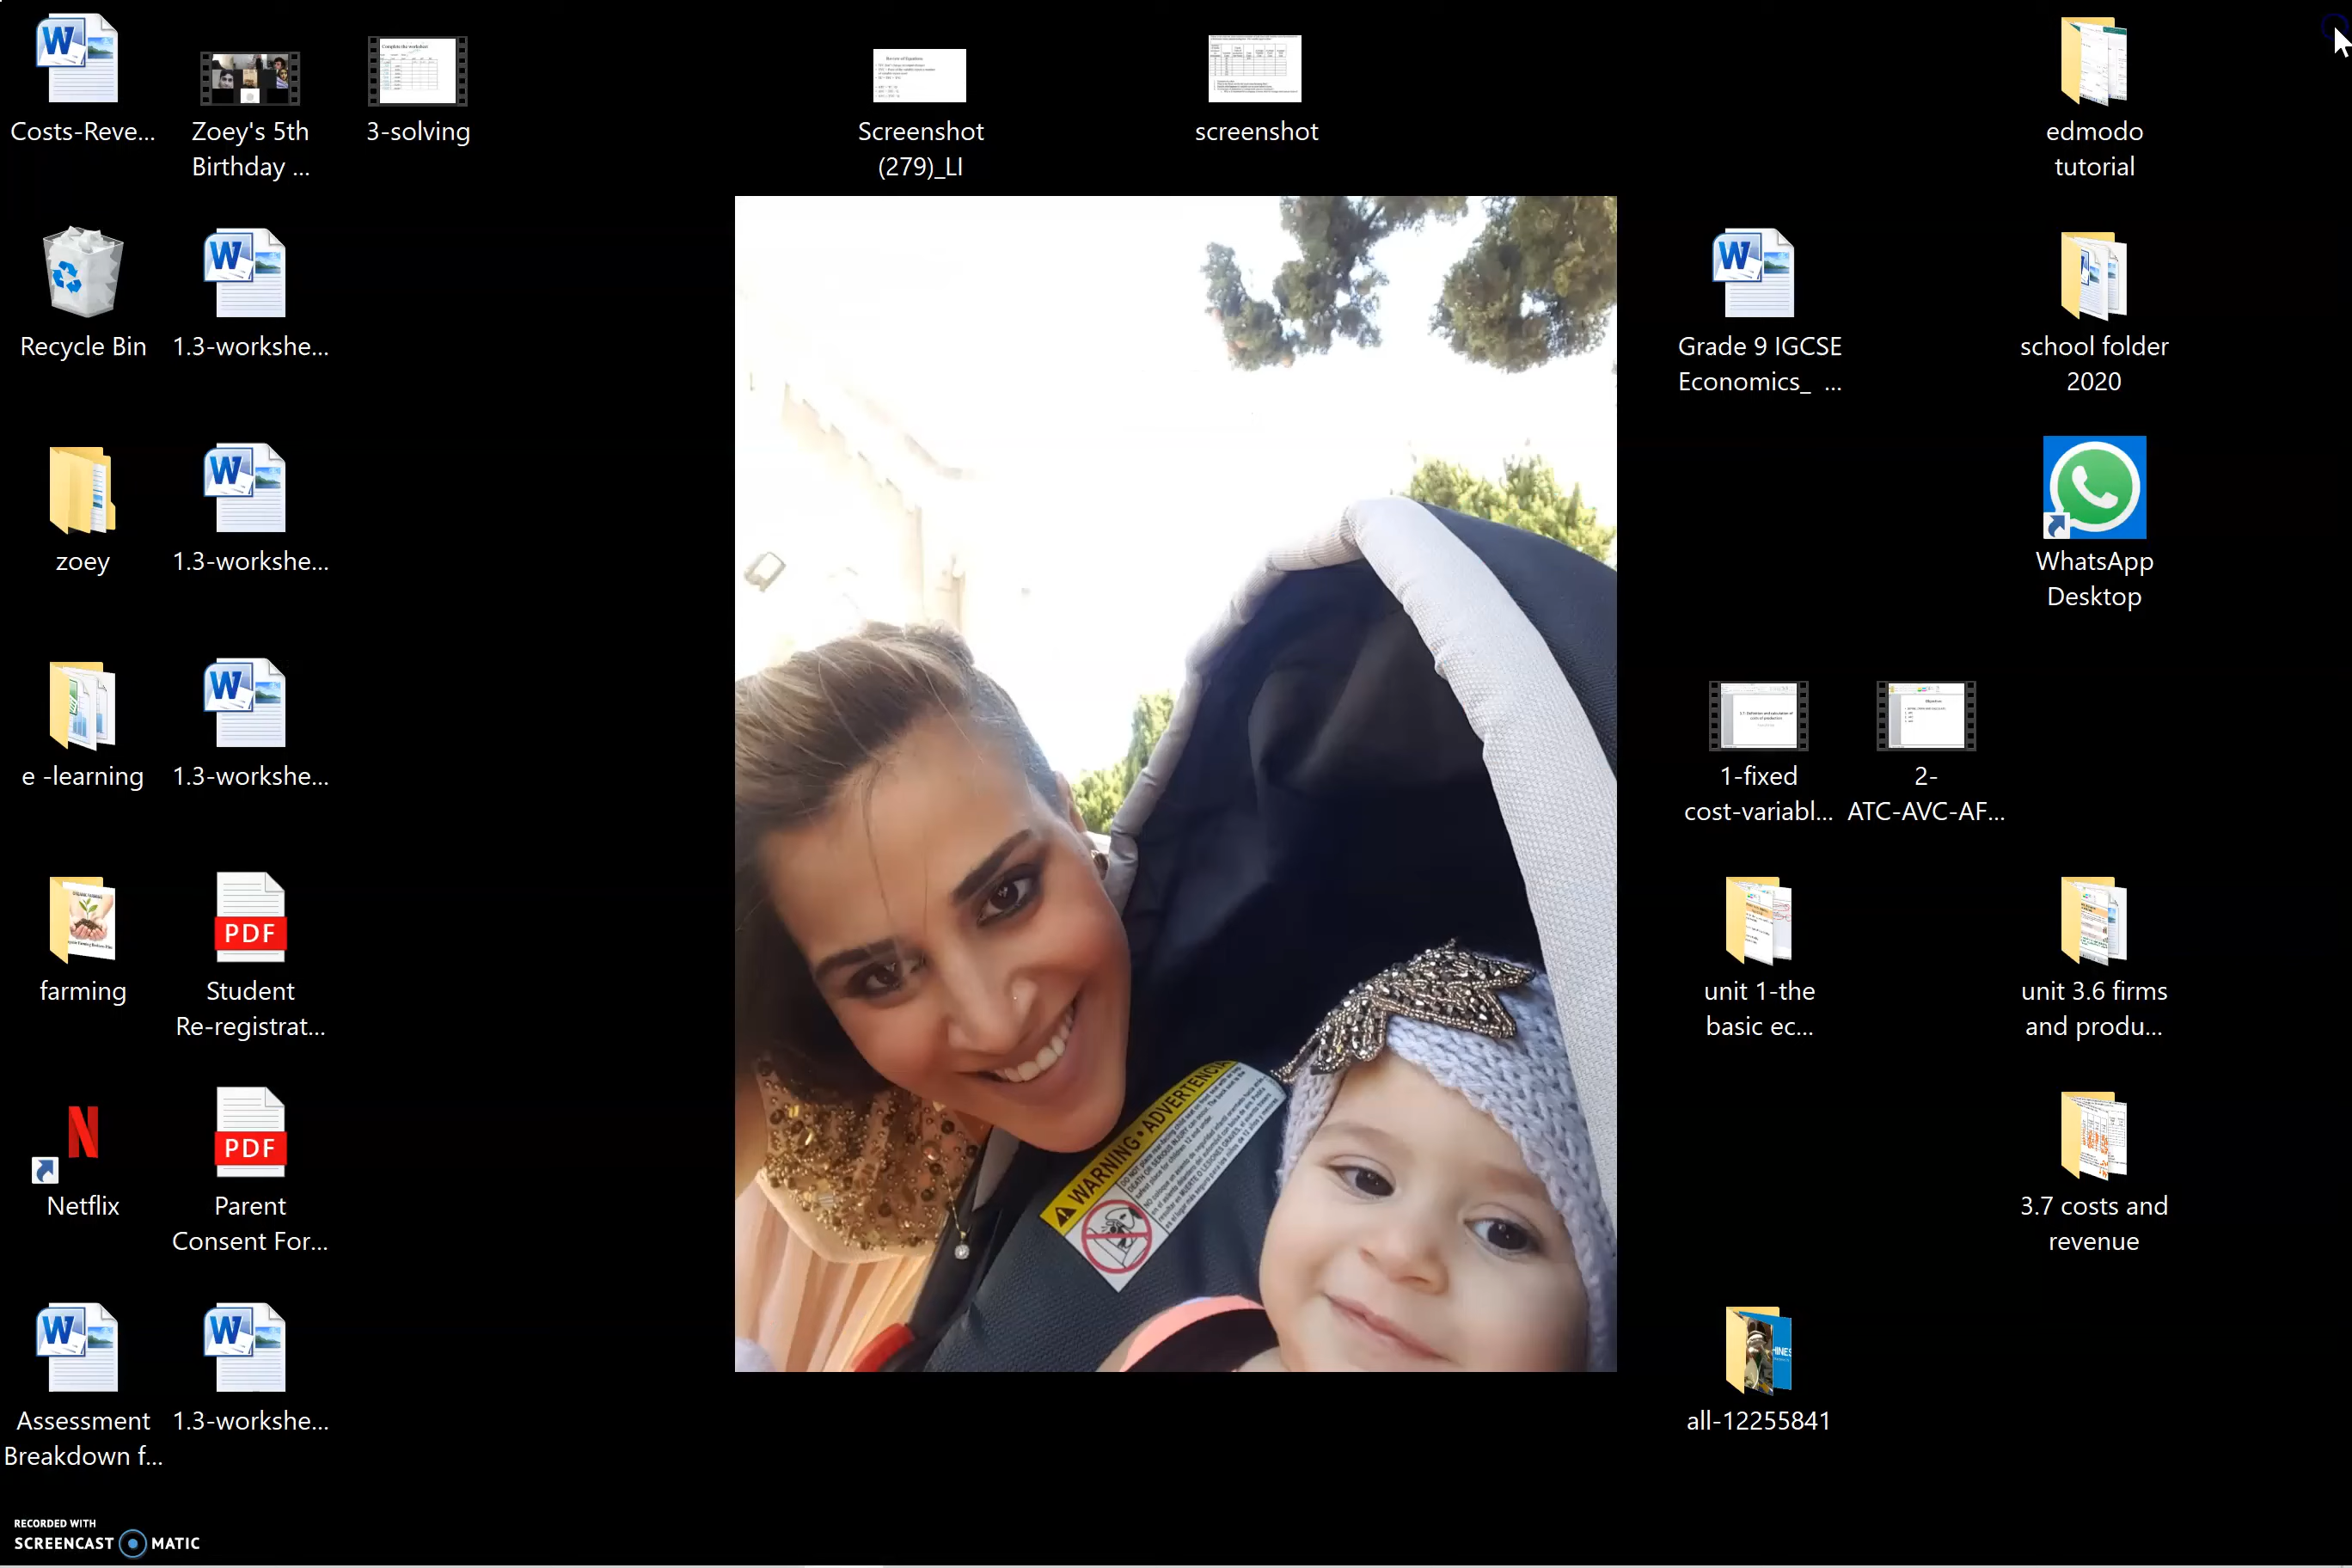 Costs-Reve...
Zoey's 5th
Birthday ...
3-solving
Screenshot
(279)_LI
screenshot
edmodo
tutorial
Recycle Bin
1.3-workshe...
Grade 9 IGCSE
Economics_ ...
school folder
2020
zoey
1.3-workshe...
WhatsApp
Desktop
e -learning
1.3-workshe...
1-fixed
cost-variabl...
2-
ATC-AVC-AF...
farming
PDF
Student
Re-registrat...
unit 1-the
basic ec...
unit 3.6 firms
and produ...
Netflix
PDF
Parent
Consent For...
WARNING • ADVERTENCIA
3.7 costs and
revenue
Assessment
Breakdown f...
1.3-workshe...
all-12255841
RECORDED WITH
SCREENCAST MATIC